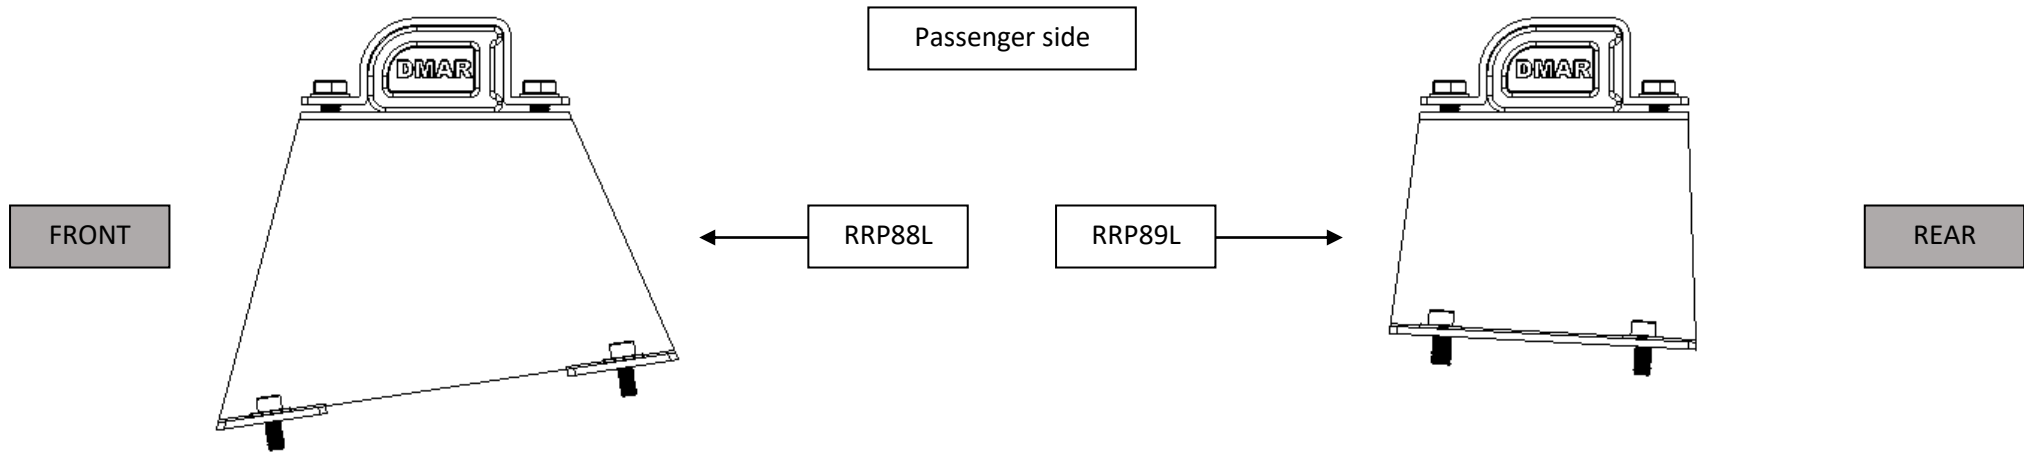 Passenger side
DMAR
DMAR
FRONT
RRP88L
RRP89L
REAR